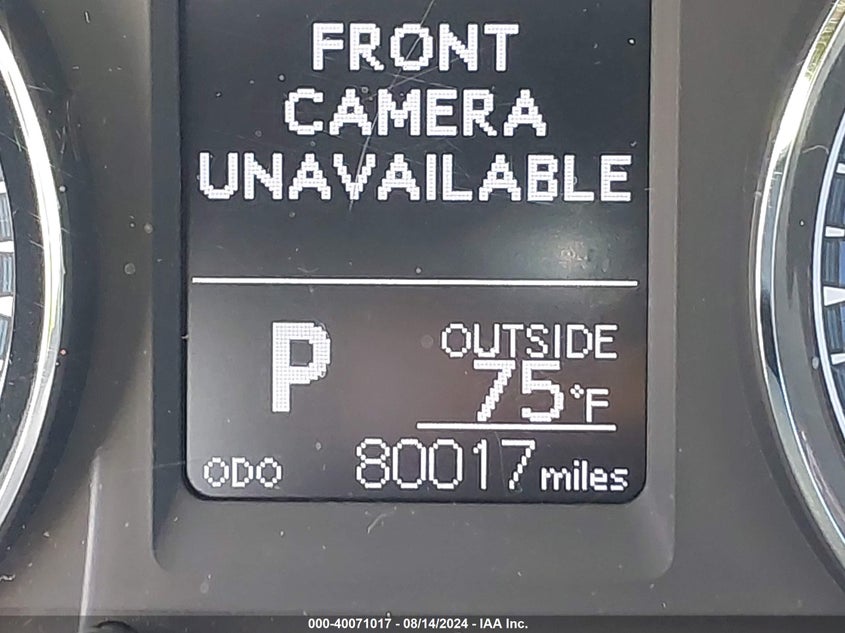 FRONT
CAMERA
UNAVAILABLE
P
OUTSIDE
75°F
ODO 80017 miles
000-40071017 - 08/14/2024 - IAA Inc.